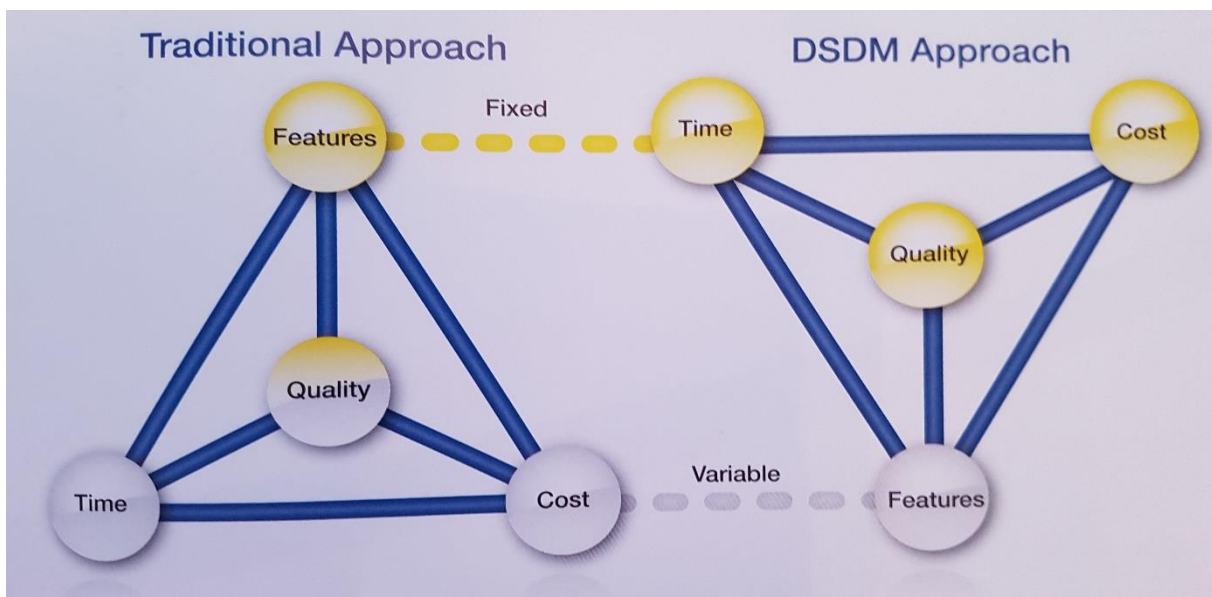 Traditional Approach
DSDM Approach
Features
Fixed
Time
Cost
Quality
Quality
Time
Cost
Variable
Features